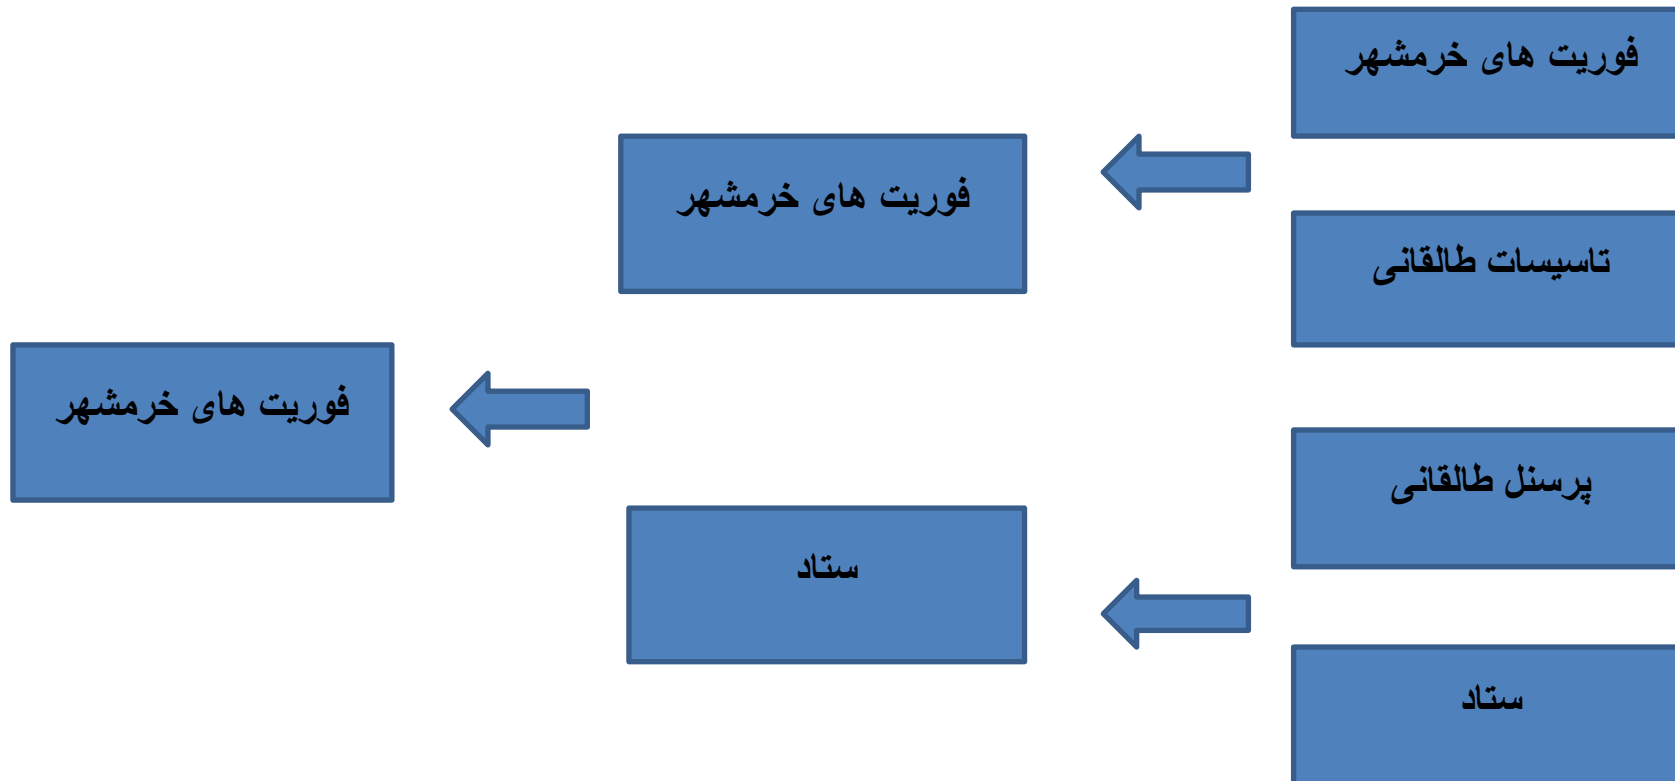 فوریت های خرمشهر
تاسیسات طالقانی
پرسنل طالقانی
ستاد
فوریت های خرمشهر
ستاد
فوریت های خرمشهر